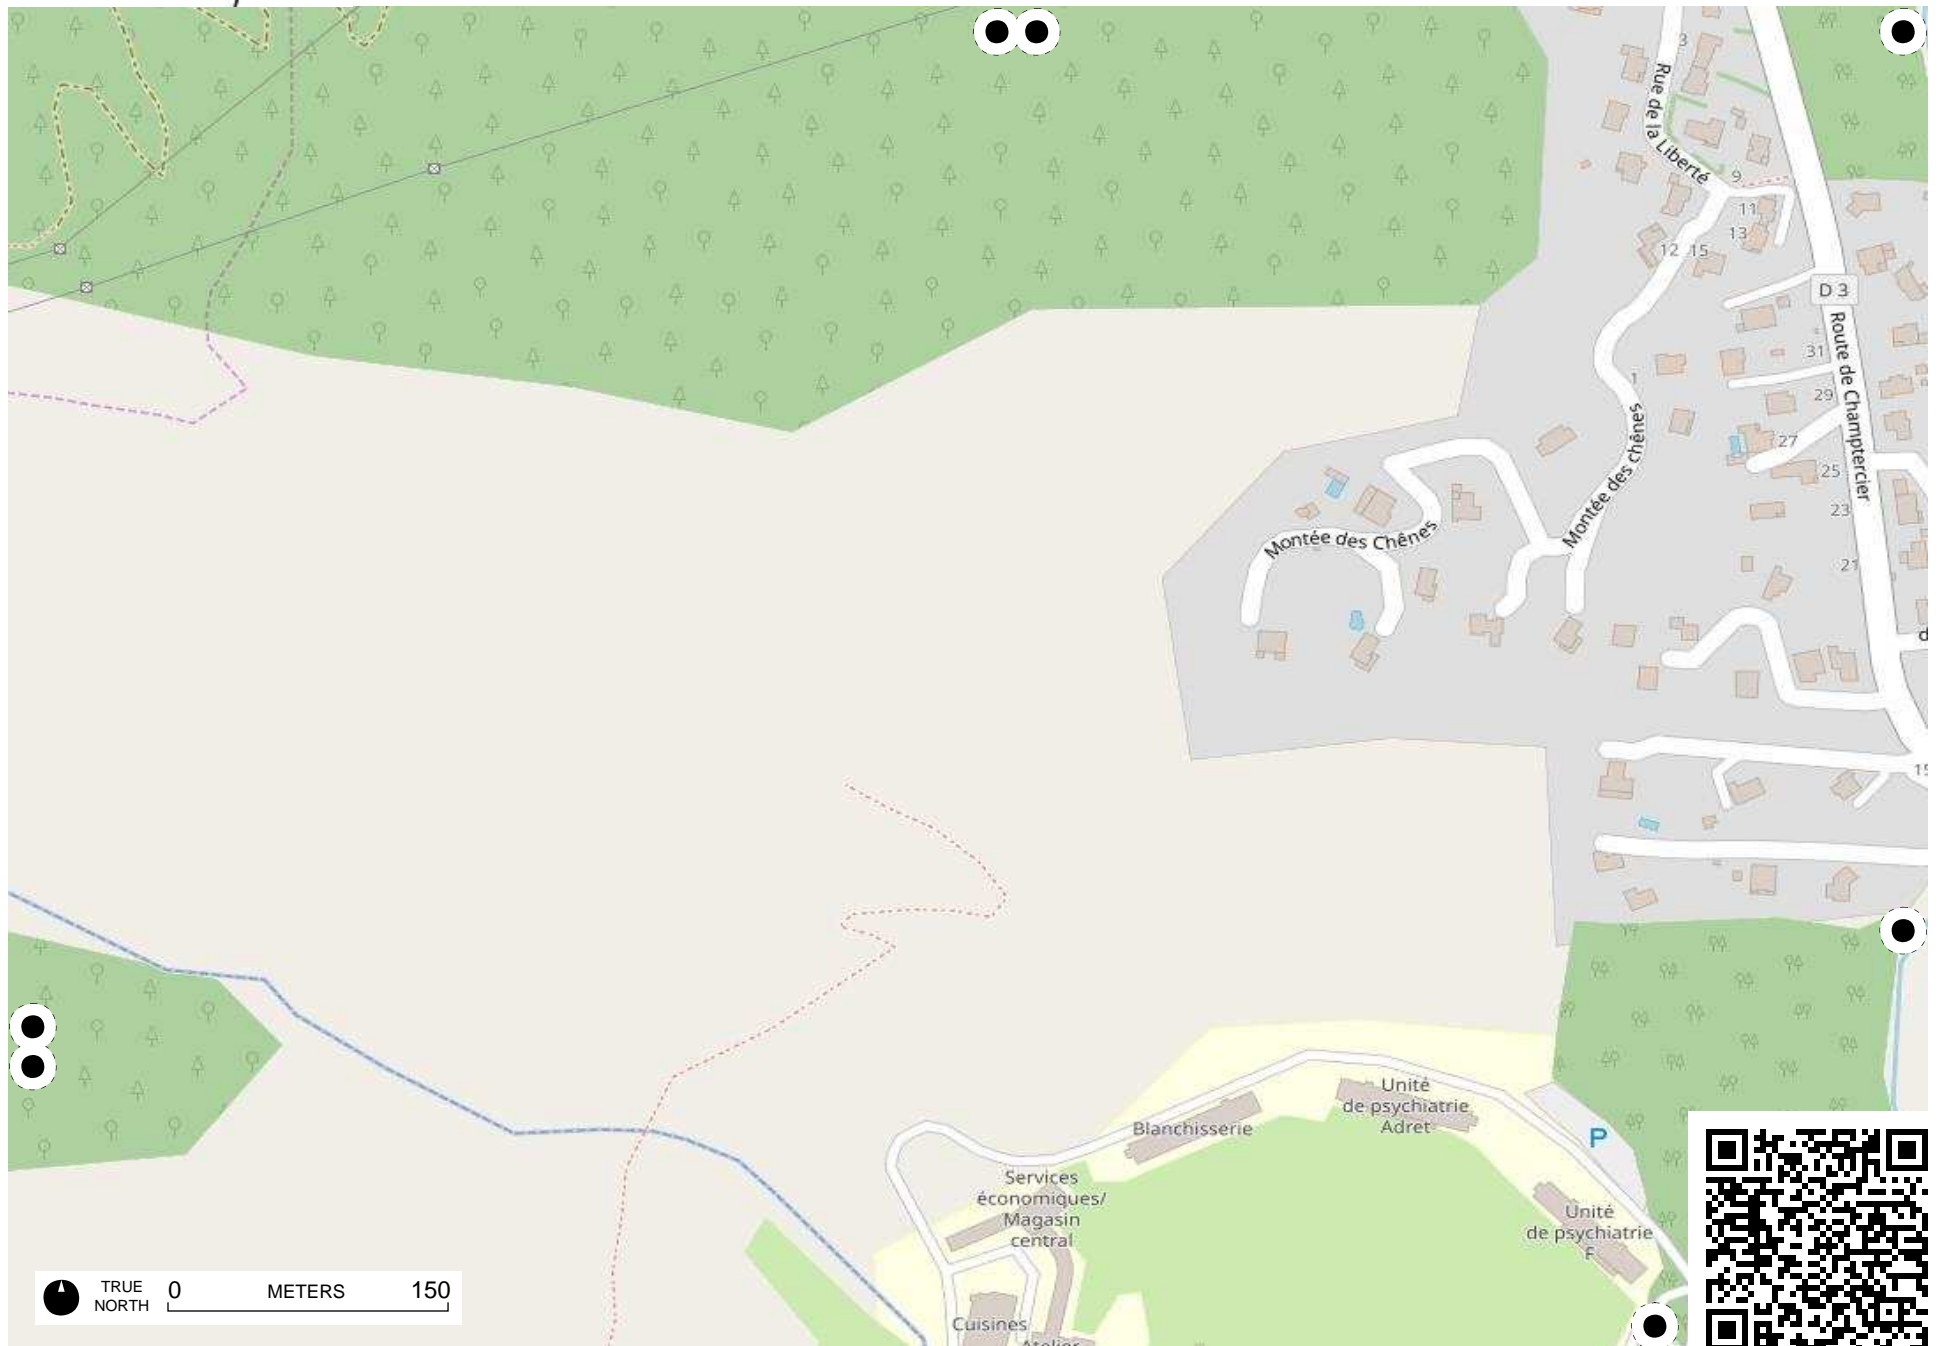 3
Rue de la Liberté
9
11
13
12 15
D 3
Route de Champtercier
31
1
29
27
25
23
21
Montée des chênes
Montée des Chênes
d
15
Unité
de psychiatrie
Adret
Blanchisserie
P
Services
économiques/
Magasin
central
Unité
de psychiatrie
F
Cuisines
Atelier
TRUE
NORTH
0 METERS 150